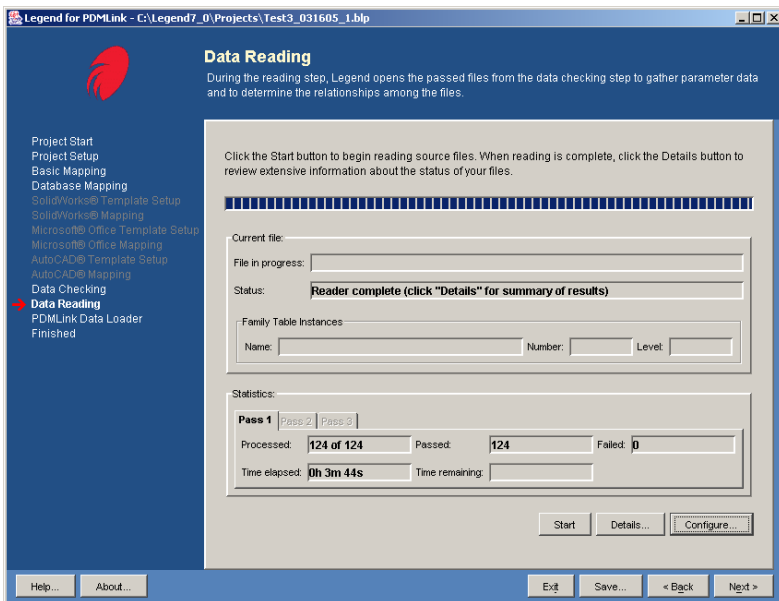 Legend for PDMLink - C:\Legend7_0\Projects\Test3_031605_1.blp
Data Reading
During the reading step, Legend opens the passed files from the data checking step to gather parameter data
and to determine the relationships among the files.
Project Start
Project Setup
Basic Mapping
Database Mapping
SolidWorks® Template Setup
SolidWorks® Mapping
Microsoft® Office Template Setup
Microsoft® Office Mapping
AutoCAD® Template Setup
AutoCAD® Mapping
Data Checking
Data Reading
PDMLink Data Loader
Finished
Click the Start button to begin reading source files. When reading is complete, click the Details button to
review extensive information about the status of your files.
Current file:
File in progress:
Status: Reader complete (click "Details" for summary of results)
Family Table Instances
Name: Number: Level:
Statistics:
Pass 1 Pass 2 Pass 3
Processed: 124 of 124 Passed: 124 Failed: 0
Time elapsed: 0h 3m 44s Time remaining:
Start Details... Configure...
Help... About... Exit Save... < Back Next >